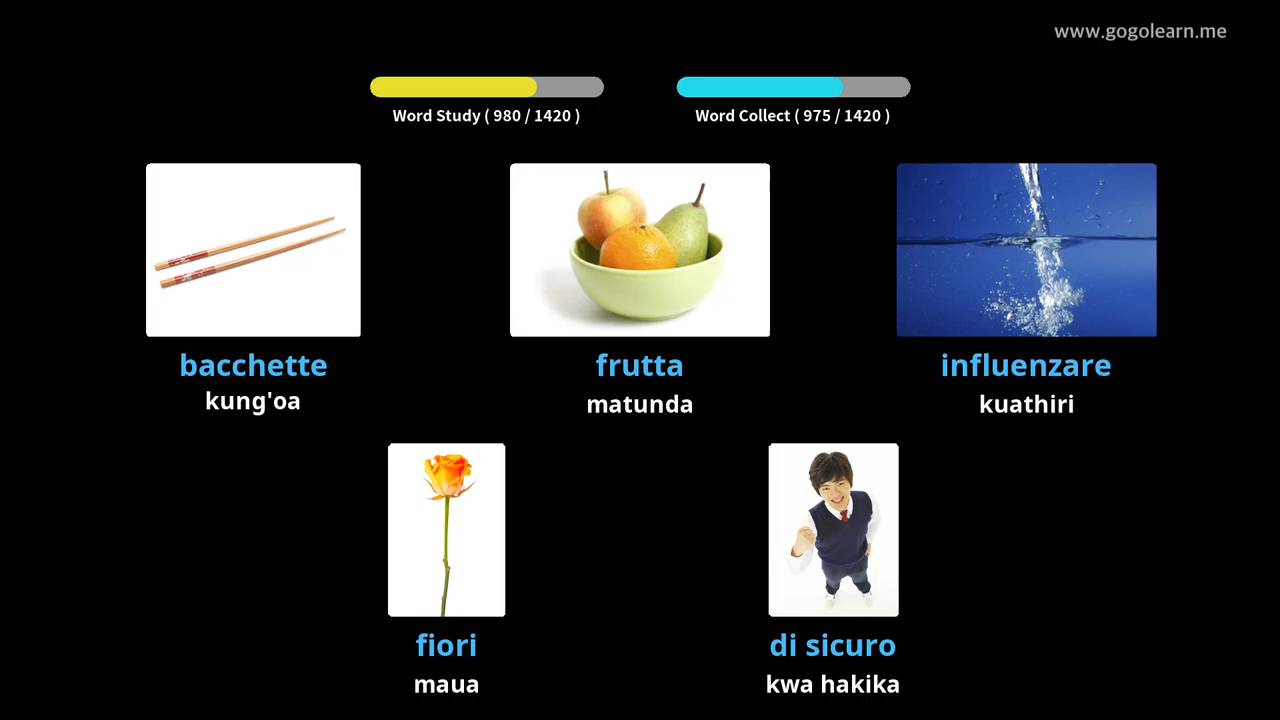 www.gogolearn.me
Word Study ( 980 / 1420 )
Word Collect ( 975 / 1420 )
bacchette
kung'oa
frutta
matunda
influenzare
kuathiri
fiori
maua
di sicuro
kwa hakika